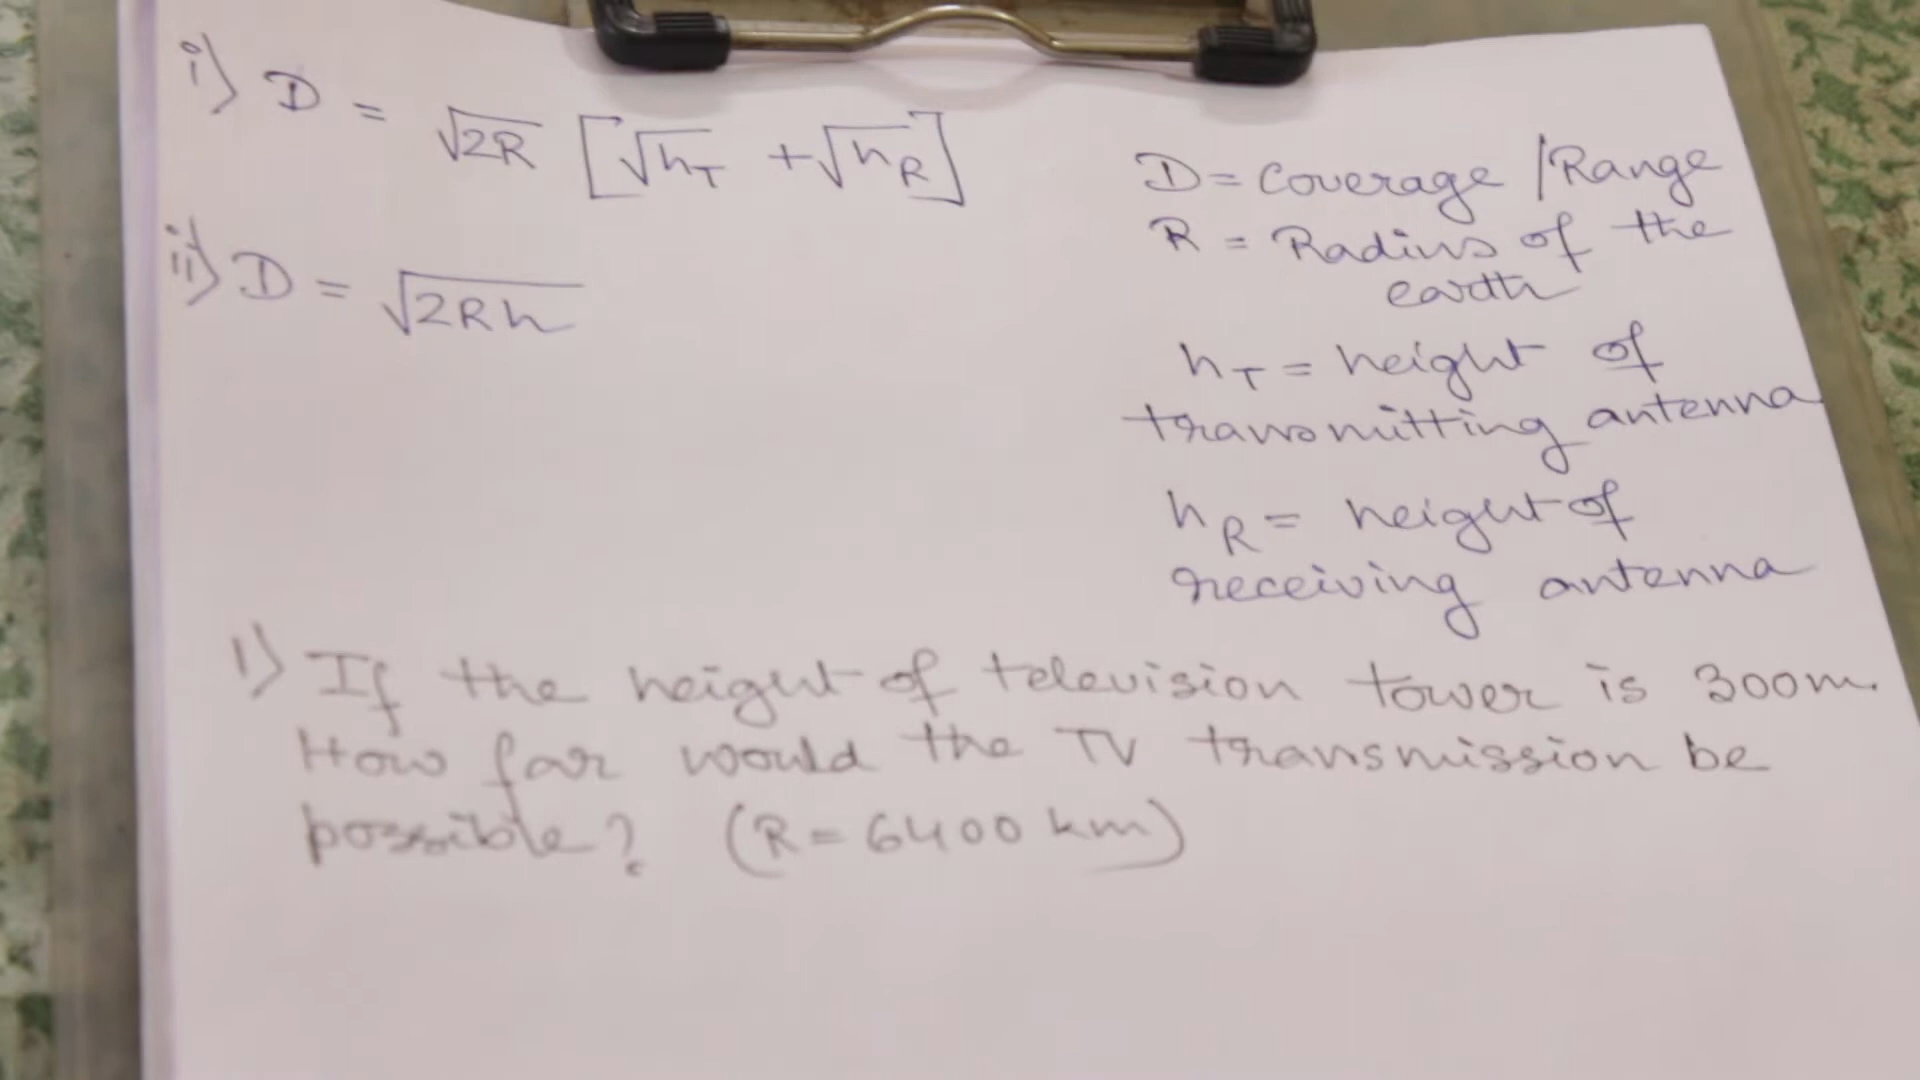 i) D = √2R [√hT + √hR]
ii) D = √2Rh
D = Coverage / Range
R = Radius of the
earth
hT = height of
transmitting antenna
hR = height of
receiving antenna
1) If the height of television tower is 300m.
How far would the TV transmission be
possible? (R = 6400 km)